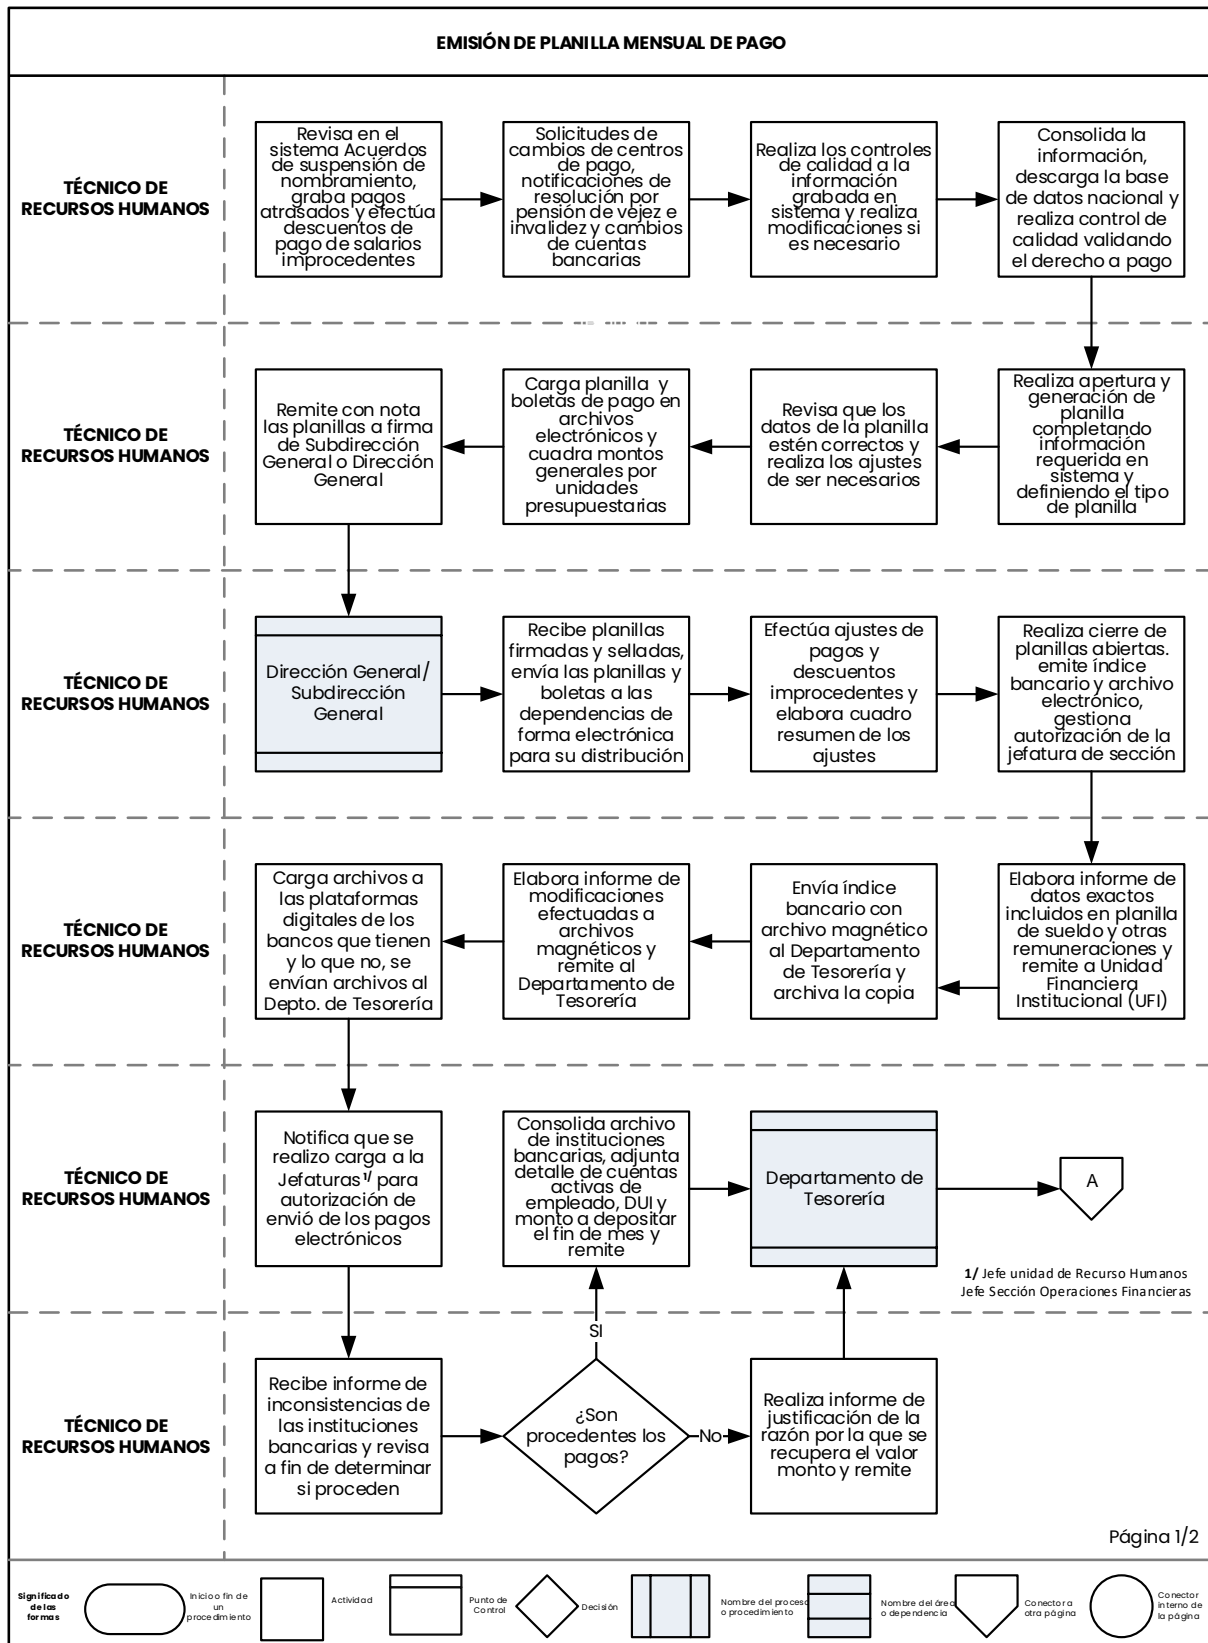 EMISIÓN DE PLANILLA MENSUAL DE PAGO
TÉCNICO DE
RECURSOS HUMANOS
Revisa en el
sistema Acuerdos
de suspensión de
nombramiento,
graba pagos
atrasados y efectúa
descuentos de
pago de salarios
improcedentes
Solicitudes de
cambios de centros
de pago,
notificaciones de
resolución por
pensión de vejez e
invalidez y cambios
de cuentas
bancarias
Realiza los controles
de calidad a la
información
grabada en
sistema y realiza
modificaciones si
es necesario
Consolida la
información,
descarga la base
de datos nacional y
realiza control de
calidad validando
el derecho a pago
TÉCNICO DE
RECURSOS HUMANOS
Remite con nota
las planillas a firma
de Subdirección
General o Dirección
General
Carga planilla y
boletas de pago en
archivos
electrónicos y
cuadra montos
generales por
unidades
presupuestarias
Revisa que los
datos de la planilla
estén correctos y
realiza los ajustes
de ser necesarios
Realiza apertura y
generación de
planilla
completando
información
requerida en
sistema y
definiendo el tipo
de planilla
TÉCNICO DE
RECURSOS HUMANOS
Dirección General/
Subdirección
General
Recibe planillas
firmadas y selladas,
envía las planillas y
boletas a las
dependencias de
forma electrónica
para su distribución
Efectúa ajustes de
pagos y
descuentos
improcedentes y
elabora cuadro
resumen de los
ajustes
Realiza cierre de
planillas abiertas.
emite índice
bancario y archivo
electrónico,
gestiona
autorización de la
jefatura de sección
TÉCNICO DE
RECURSOS HUMANOS
Carga archivos a
las plataformas
digitales de los
bancos que tienen
y lo que no, se
envían archivos al
Depto. de Tesorería
Elabora informe de
modificaciones
efectuadas a
archivos
magnéticos y
remite al
Departamento de
Tesorería
Envía índice
bancario con
archivo magnético
al Departamento
de Tesorería y
archiva la copia
Elabora informe de
datos exactos
incluidos en planilla
de sueldo y otras
remuneraciones y
remite a Unidad
Financiera
Institucional (UFI)
TÉCNICO DE
RECURSOS HUMANOS
Notifica que se
realizo carga a la
Jefaturas 1/ para
autorización de
envió de los pagos
electrónicos
Consolida archivo
de instituciones
bancarias, adjunta
detalle de cuentas
activas de
empleado, DUI y
monto a depositar
el fin de mes y
remite
Departamento de
Tesorería
A
1/ Jefe unidad de Recurso Humanos
Jefe Sección Operaciones Financieras
SI
TÉCNICO DE
RECURSOS HUMANOS
Recibe informe de
inconsistencias de
las instituciones
bancarias y revisa
a fin de determinar
si proceden
¿Son
procedentes los
pagos?
No
Realiza informe de
justificación de la
razón por la que se
recupera el valor
monto y remite
Página 1/2
Significado
de las
formas
Inicio o fin de
un
procedimiento
Actividad
Punto de
Control
Decisión
Nombre del proceso
o procedimiento
Nombre del área
o dependencia
Conector a
otra página
Conector
interno de
la página